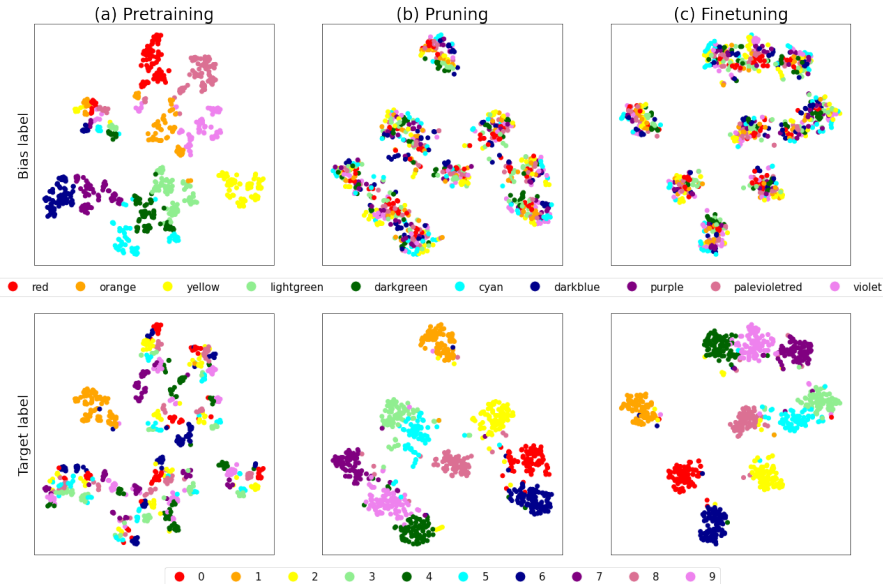 (a) Pretraining (b) Pruning (c) Finetuning
Bias label
red orange yellow lightgreen darkgreen cyan darkblue purple palevioletred violet
Target label
0 1 2 3 4 5 6 7 8 9